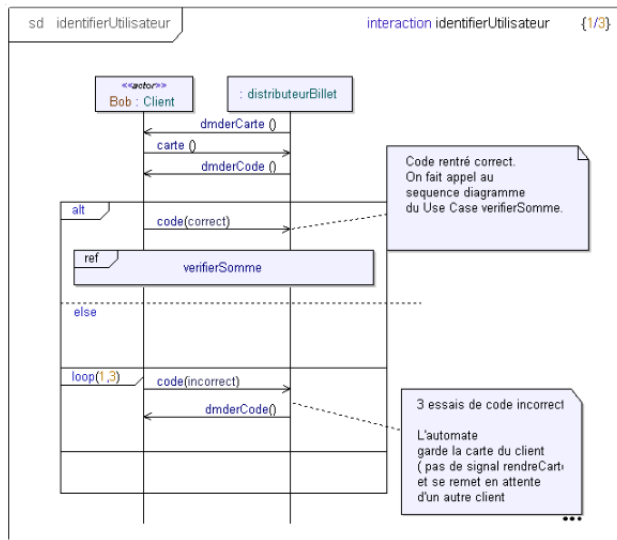 sd identifierUtilisateur
interaction identifierUtilisateur {1/3}
<<actor>>
Bob : Client
: distributeurBillet
dmderCarte ()
carte ()
dmderCode ()
Code rentré correct.
On fait appel au
sequence diagramme
du Use Case verifierSomme.
alt
code(correct)
ref
verifierSomme
else
loop(1,3)
code(incorrect)
dmderCode()
3 essais de code incorrect
L'automate
garde la carte du client
( pas de signal rendreCart
et se remet en attente
d'un autre client